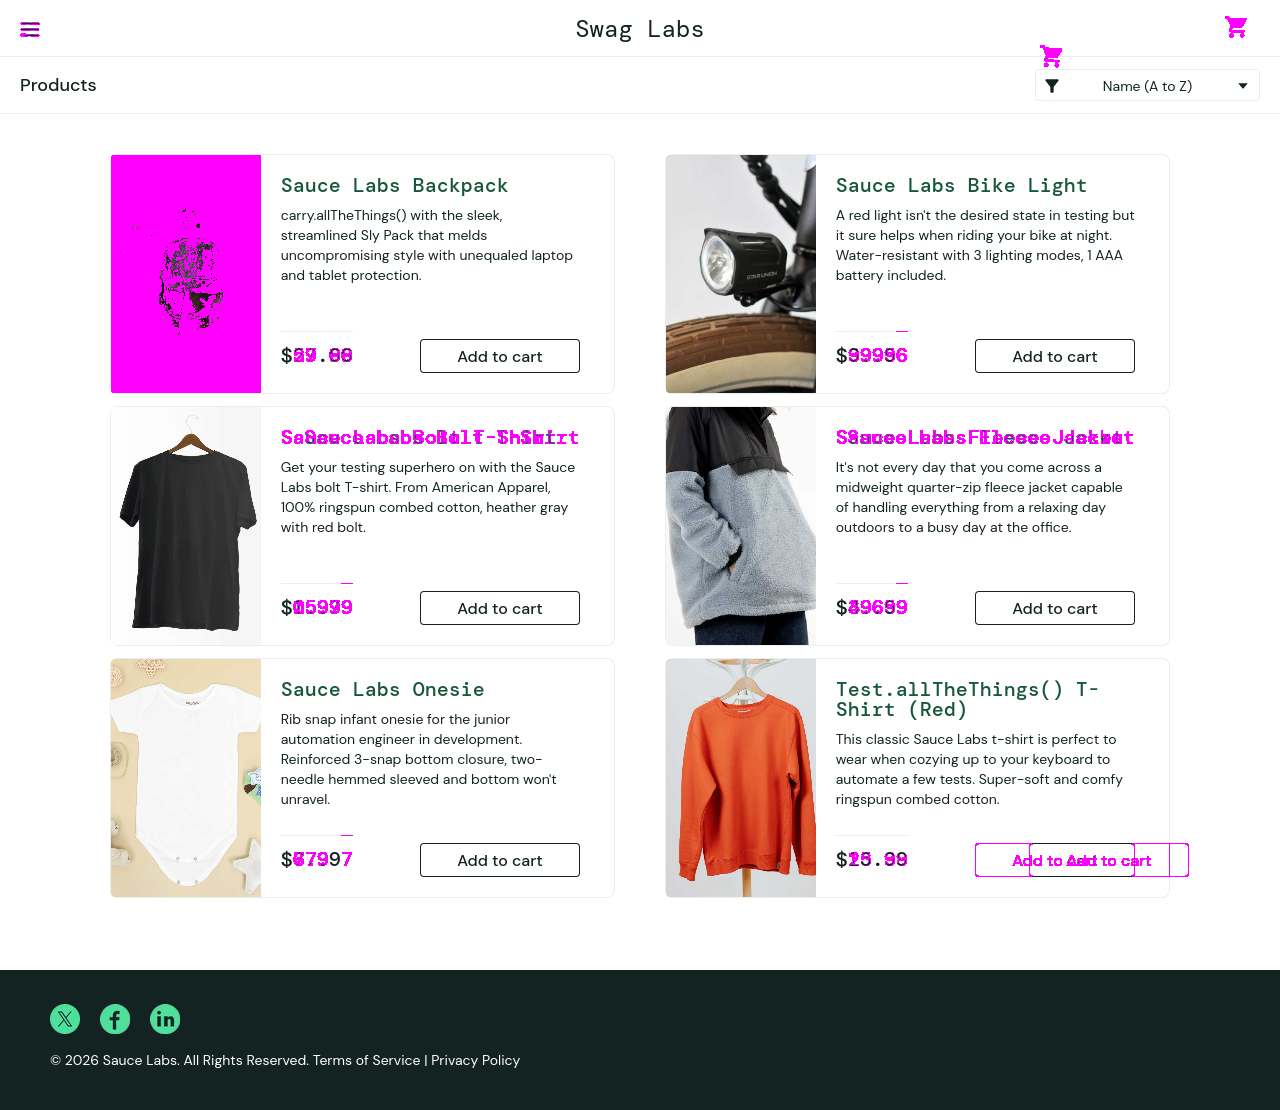 Swag Labs
Products
Name (A to Z)
Sauce Labs Backpack
carry.allTheThings() with the sleek,
streamlined Sly Pack that melds
uncompromising style with unequaled laptop
and tablet protection.
Add to cart
Sauce Labs Bike Light
A red light isn't the desired state in testing but
it sure helps when riding your bike at night.
Water-resistant with 3 lighting modes, 1 AAA
battery included.
Add to cart
Get your testing superhero on with the Sauce
Labs bolt T-shirt. From American Apparel,
100% ringspun combed cotton, heather gray
with red bolt.
Add to cart
It's not every day that you come across a
midweight quarter-zip fleece jacket capable
of handling everything from a relaxing day
outdoors to a busy day at the office.
Add to cart
Sauce Labs Onesie
Rib snap infant onesie for the junior
automation engineer in development.
Reinforced 3-snap bottom closure, two-
needle hemmed sleeved and bottom won't
unravel.
Add to cart
Test.allTheThings() T-
Shirt (Red)
This classic Sauce Labs t-shirt is perfect to
wear when cozying up to your keyboard to
automate a few tests. Super-soft and comfy
ringspun combed cotton.
Add to cart
© 2026 Sauce Labs. All Rights Reserved. Terms of Service | Privacy Policy